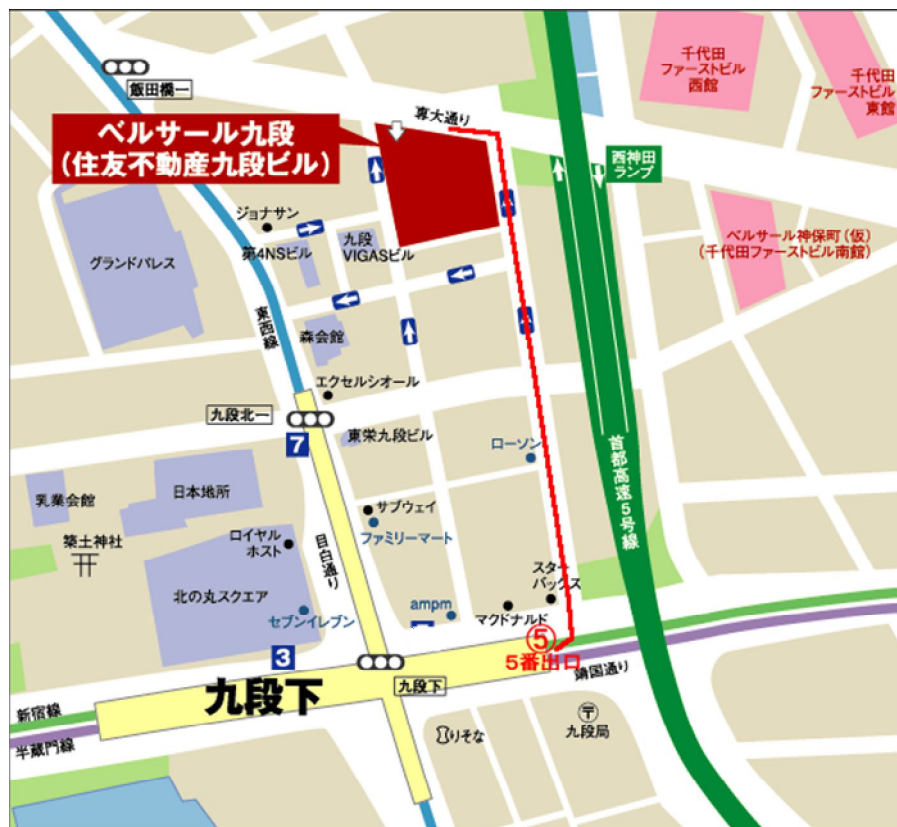 千代田
ファーストビル
西館
千代田
ファーストビル
東館
飯田橋一
専大通り
ベルサール九段
(住友不動産九段ビル)
西神田
ランプ
ジョナサン
九段
VIGASビル
第4NSビル
ベルサール神保町(仮)
(千代田ファーストビル南館)
グランドパレス
東西線
森会館
エクセルシオール
九段北一
7
東栄九段ビル
ローソン
首都高速5号線
日本地所
乳業会館
サブウェイ
ファミリーマート
築土神社
ロイヤル
ホスト
目白通り
スター
バックス
北の丸スクエア
セブンイレブン
ampm
マクドナルド
⑤
5番出口
3
九段下
九段下
靖国通り
新宿線
半蔵門線
りそな
〒
九段局